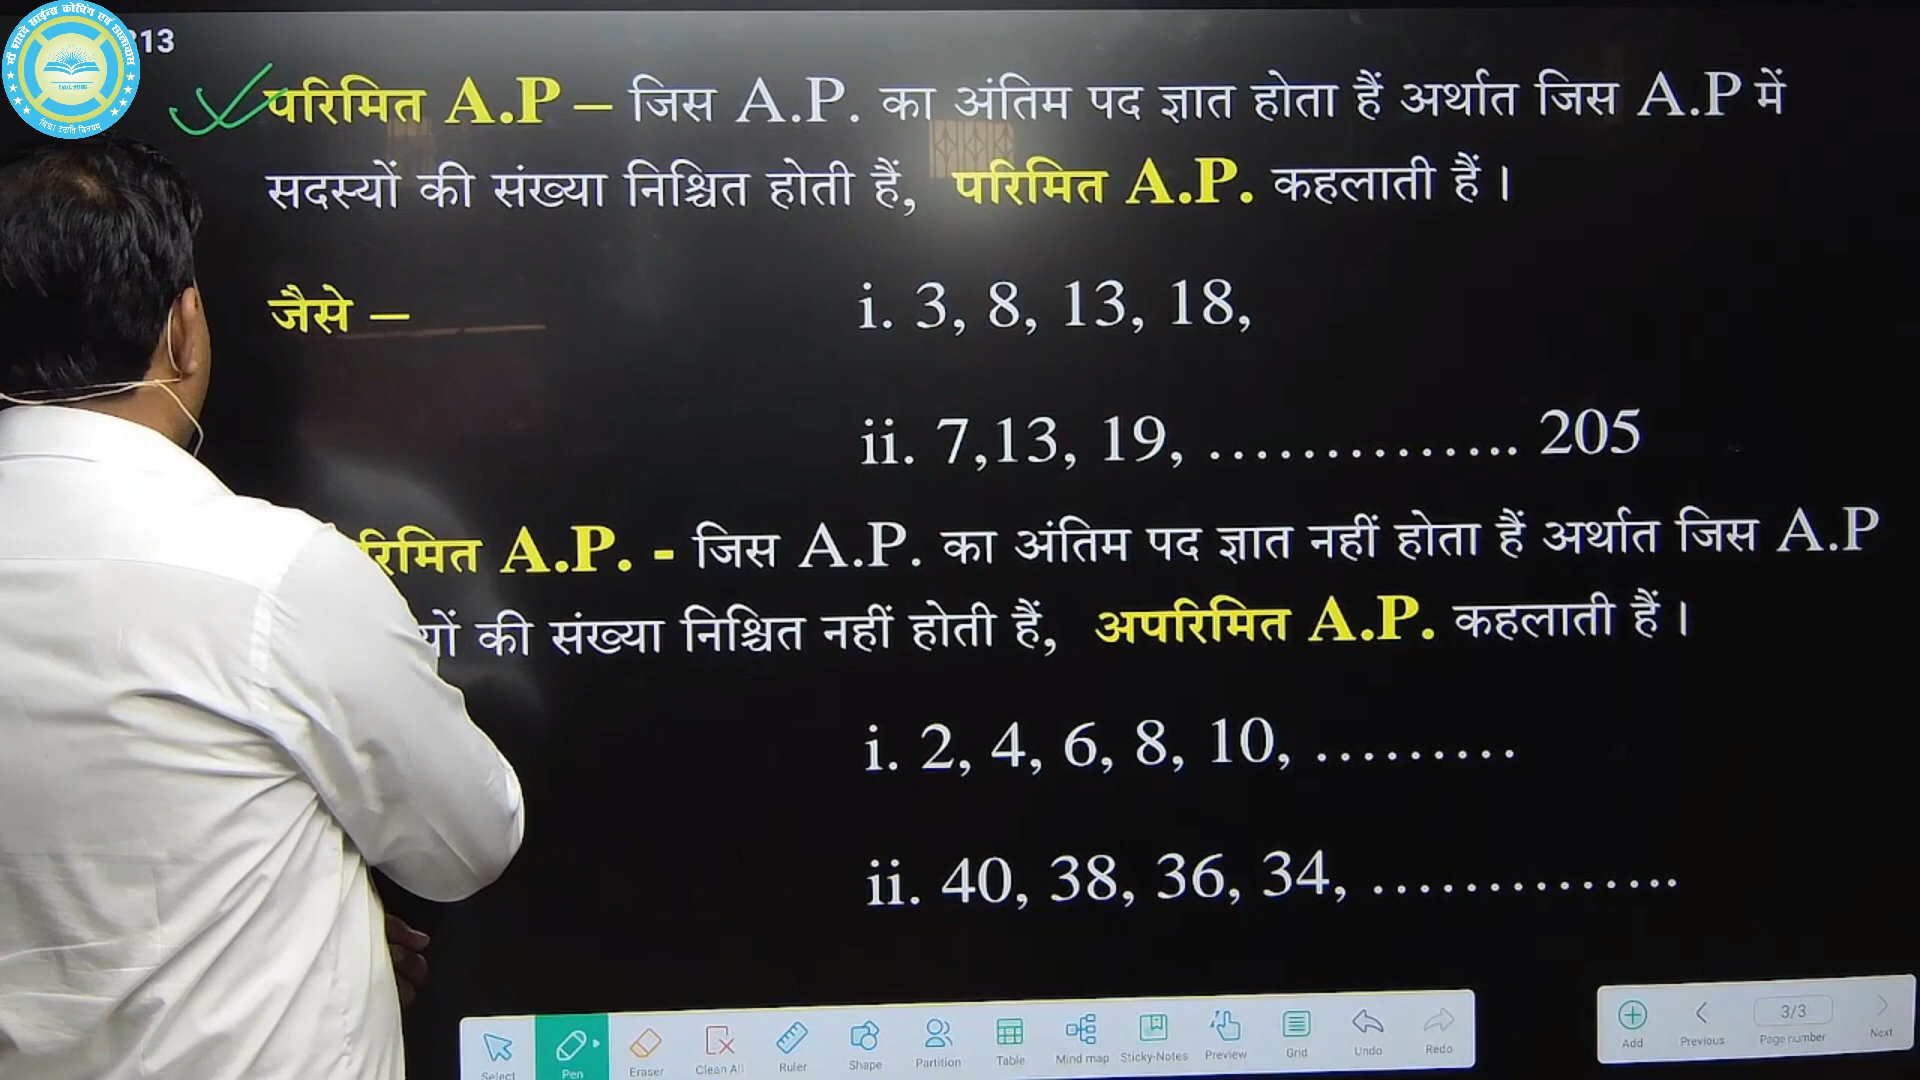 213
परिमित A.P – जिस A.P. का अंतिम पद ज्ञात होता हैं अर्थात जिस A.P में
सदस्यों की संख्या निश्चित होती हैं, परिमित A.P. कहलाती हैं।
जैसे –
i. 3, 8, 13, 18,
ii. 7,13, 19, ............... 205
रिमित A.P. - जिस A.P. का अंतिम पद ज्ञात नहीं होता हैं अर्थात जिस A.P
यों की संख्या निश्चित नहीं होती हैं, अपरिमित A.P. कहलाती हैं।
i. 2, 4, 6, 8, 10, .........
ii. 40, 38, 36, 34, ..............
Select Pen Eraser Clean All Ruler Shape Partition Table Mind map Sticky-Notes Preview Grid Undo Redo
Add Previous 3/3 Page number Next